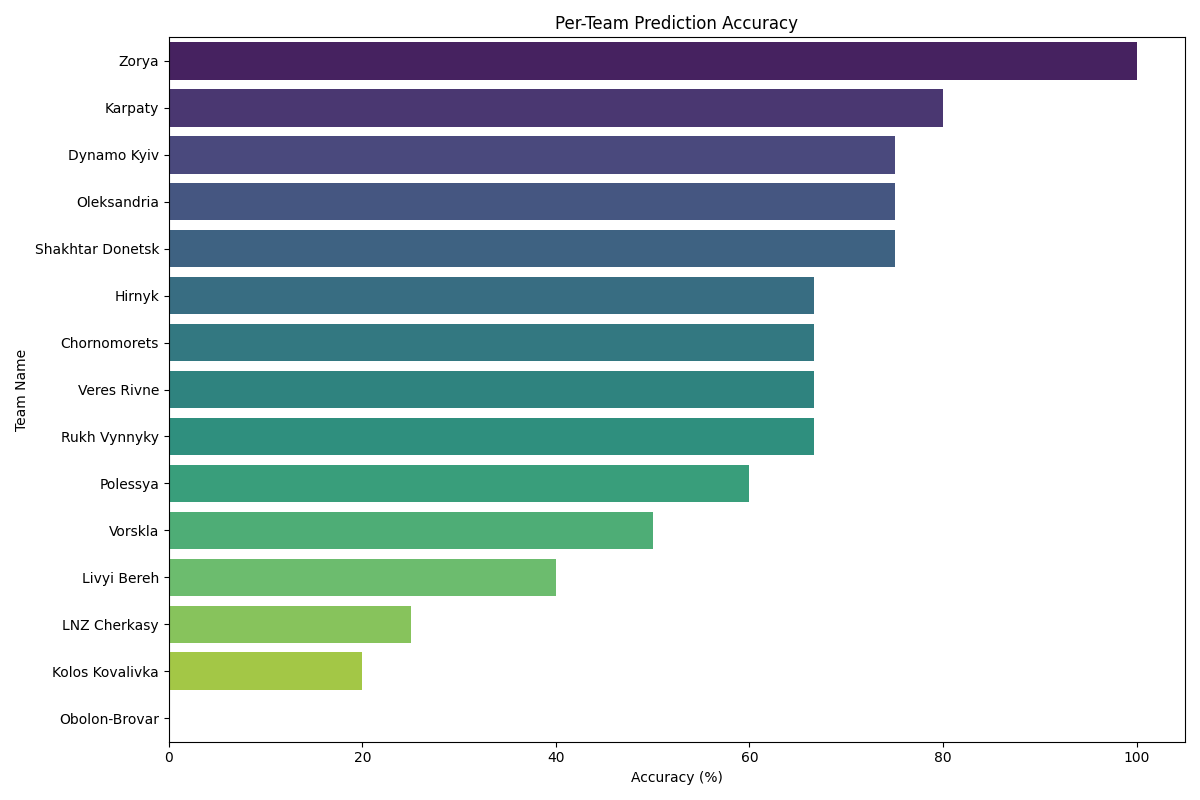 Per-Team Prediction Accuracy
Team Name
Zorya
Karpaty
Dynamo Kyiv
Oleksandria
Shakhtar Donetsk
Hirnyk
Chornomorets
Veres Rivne
Rukh Vynnyky
Polessya
Vorskla
Livyi Bereh
LNZ Cherkasy
Kolos Kovalivka
Obolon-Brovar
0 20 40 60 80 100
Accuracy (%)